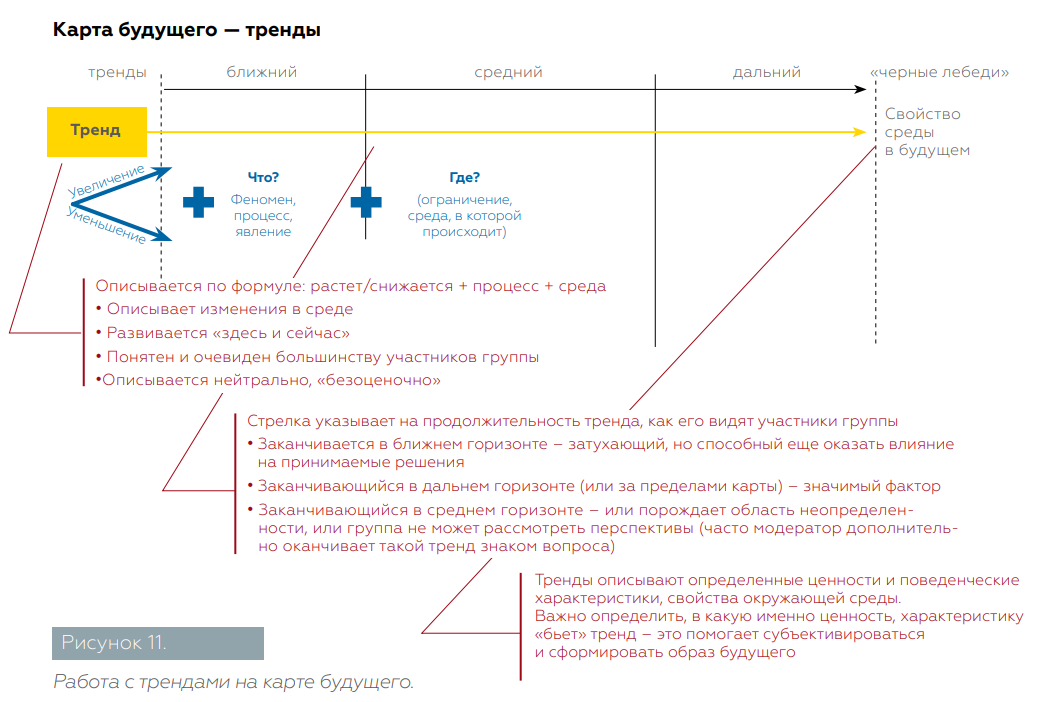 Карта будущего — тренды
тренды
ближний
средний
дальний
«черные лебеди»
Тренд
Свойство
среды
в будущем
Увеличение
Уменьшение
Что?
Феномен,
процесс,
явление
Где?
(ограничение,
среда, в которой
происходит)
Описывается по формуле: растет/снижается + процесс + среда
• Описывает изменения в среде
• Развивается «здесь и сейчас»
• Понятен и очевиден большинству участников группы
•Описывается нейтрально, «безоценочно»
Стрелка указывает на продолжительность тренда, как его видят участники группы
• Заканчивается в ближнем горизонте – затухающий, но способный еще оказать влияние
на принимаемые решения
• Заканчивающийся в дальнем горизонте (или за пределами карты) – значимый фактор
• Заканчивающийся в среднем горизонте – или порождает область неопределен-
ности, или группа не может рассмотреть перспективы (часто модератор дополнитель-
но оканчивает такой тренд знаком вопроса)
Тренды описывают определенные ценности и поведенческие
характеристики, свойства окружающей среды.
Важно определить, в какую именно ценность, характеристику
«бьет» тренд – это помогает субъективироваться
и сформировать образ будущего
Рисунок 11.
Работа с трендами на карте будущего.